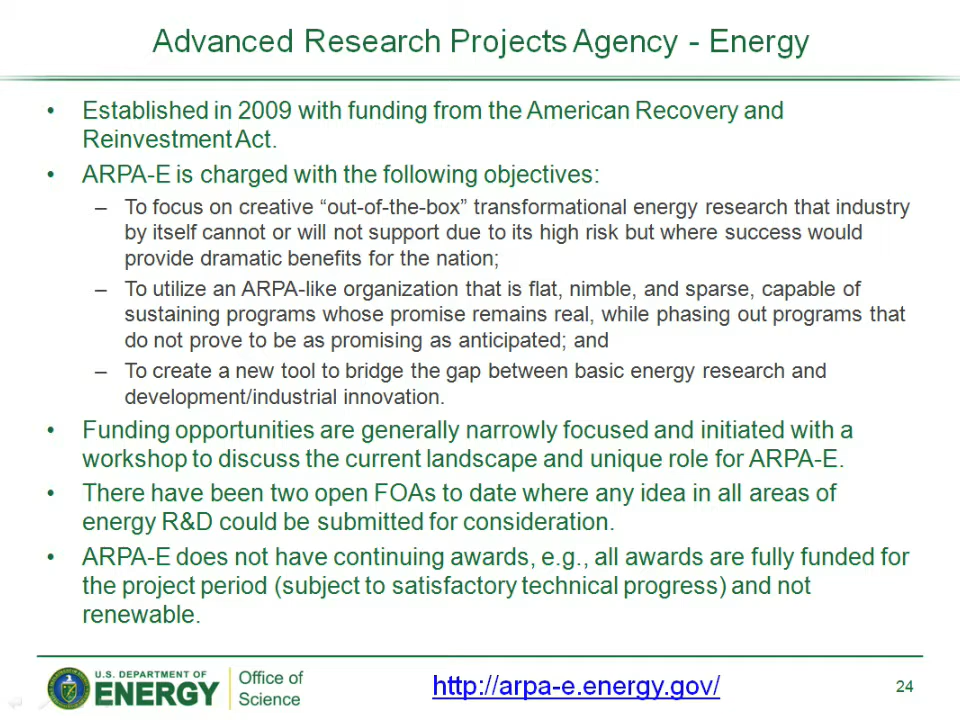 Advanced Research Projects Agency - Energy
• Established in 2009 with funding from the American Recovery and
Reinvestment Act.
• ARPA-E is charged with the following objectives:
– To focus on creative “out-of-the-box” transformational energy research that industry
by itself cannot or will not support due to its high risk but where success would
provide dramatic benefits for the nation;
– To utilize an ARPA-like organization that is flat, nimble, and sparse, capable of
sustaining programs whose promise remains real, while phasing out programs that
do not prove to be as promising as anticipated; and
– To create a new tool to bridge the gap between basic energy research and
development/industrial innovation.
• Funding opportunities are generally narrowly focused and initiated with a
workshop to discuss the current landscape and unique role for ARPA-E.
• There have been two open FOAs to date where any idea in all areas of
energy R&D could be submitted for consideration.
• ARPA-E does not have continuing awards, e.g., all awards are fully funded for
the project period (subject to satisfactory technical progress) and not
renewable.
U.S. DEPARTMENT OF
ENERGY
Office of
Science
http://arpa-e.energy.gov/
24